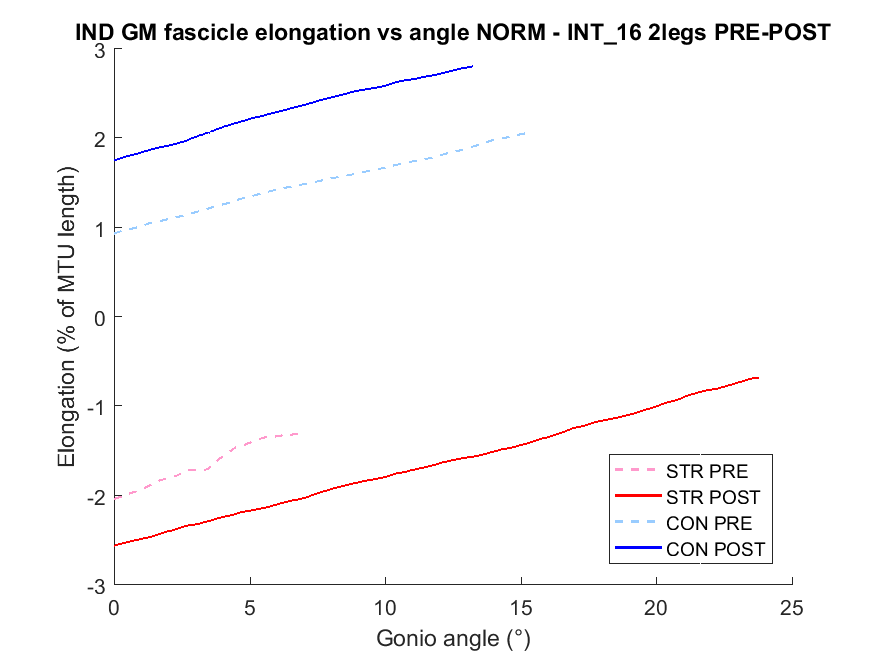 IND GM fascicle elongation vs angle NORM - INT_16 2legs PRE-POST
3
2
1
0
-1
-2
-3
Elongation (% of MTU length)
0
5
10
15
20
25
Gonio angle (°)
STR PRE
STR POST
CON PRE
CON POST